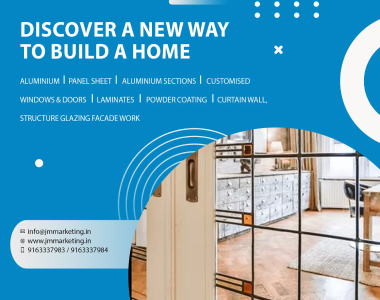 DISCOVER A NEW WAY
TO BUILD A HOME
ALUMINIUM | PANEL SHEET | ALUMINIUM SECTIONS | CUSTOMISED
WINDOWS & DOORS | LAMINATES | POWDER COATING | CURTAIN WALL,
STRUCTURE GLAZING FACADE WORK
info@jmmarketing.in
www.jmmarketing.in
9163337983 / 9163337984